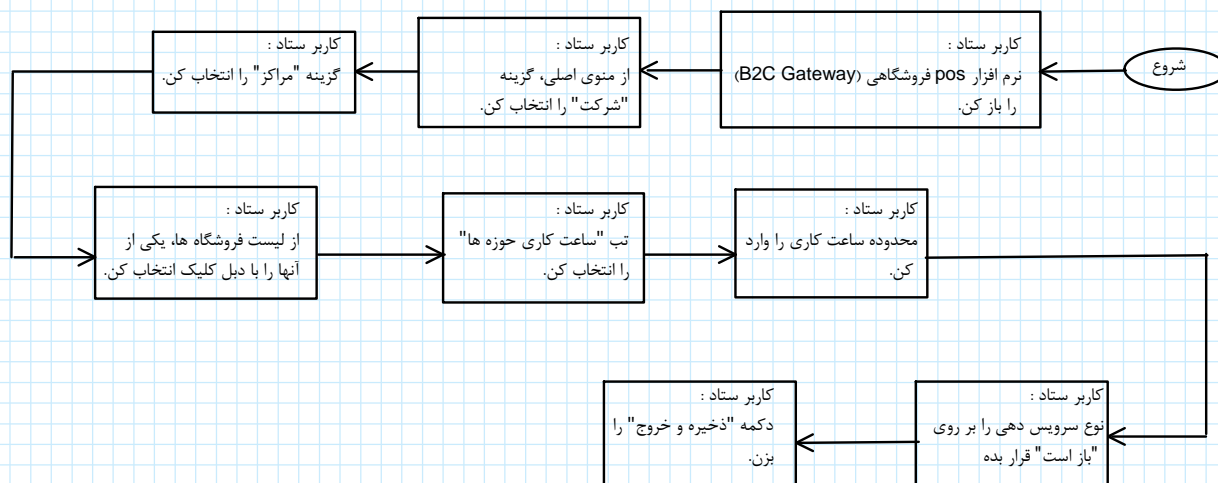 شروع
کاربر ستاد :
نرم افزار pos فروشگاهی (B2C Gateway)
را باز کن.
کاربر ستاد :
از منوی اصلی، گزینه
"شرکت" را انتخاب کن.
کاربر ستاد :
گزینه "مراکز" را انتخاب کن.
کاربر ستاد :
از لیست فروشگاه ها، یکی از
آنها را با دبل کلیک انتخاب کن.
کاربر ستاد :
تب "ساعت کاری حوزه ها"
را انتخاب کن.
کاربر ستاد :
محدوده ساعت کاری را وارد
کن.
کاربر ستاد :
نوع سرویس دهی را بر روی
"باز است" قرار بده
کاربر ستاد :
دکمه "ذخیره و خروج" را
بزن.